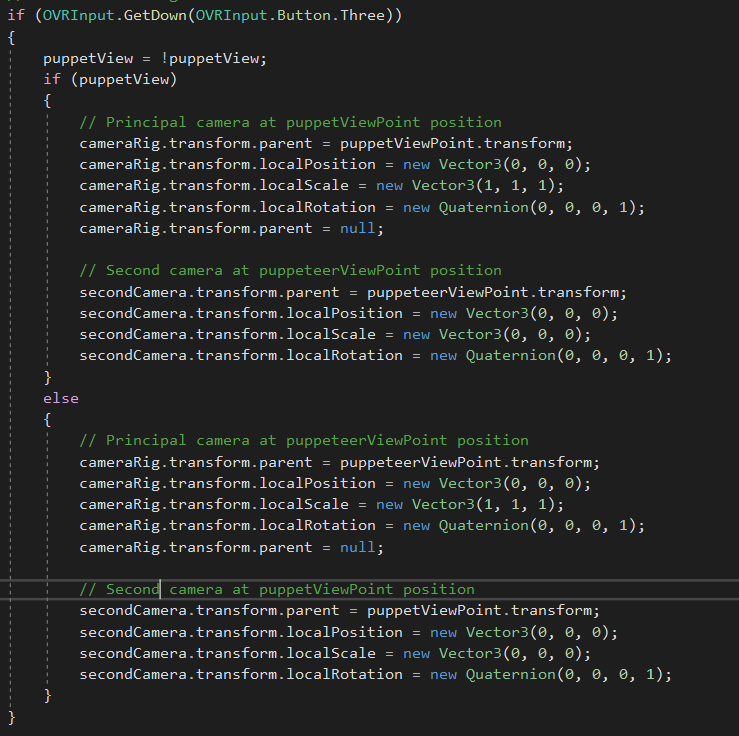 if (OVRInput.GetDown(OVRInput.Button.Three))
{
puppetView = !puppetView;
if (puppetView)
{
// Principal camera at puppetViewPoint position
cameraRig.transform.parent = puppetViewPoint.transform;
cameraRig.transform.localPosition = new Vector3(0, 0, 0);
cameraRig.transform.localScale = new Vector3(1, 1, 1);
cameraRig.transform.localRotation = new Quaternion(0, 0, 0, 1);
cameraRig.transform.parent = null;
// Second camera at puppeteerViewPoint position
secondCamera.transform.parent = puppeteerViewPoint.transform;
secondCamera.transform.localPosition = new Vector3(0, 0, 0);
secondCamera.transform.localScale = new Vector3(0, 0, 0);
secondCamera.transform.localRotation = new Quaternion(0, 0, 0, 1);
}
else
{
// Principal camera at puppeteerViewPoint position
cameraRig.transform.parent = puppeteerViewPoint.transform;
cameraRig.transform.localPosition = new Vector3(0, 0, 0);
cameraRig.transform.localScale = new Vector3(1, 1, 1);
cameraRig.transform.localRotation = new Quaternion(0, 0, 0, 1);
cameraRig.transform.parent = null;
// Second camera at puppetViewPoint position
secondCamera.transform.parent = puppetViewPoint.transform;
secondCamera.transform.localPosition = new Vector3(0, 0, 0);
secondCamera.transform.localScale = new Vector3(0, 0, 0);
secondCamera.transform.localRotation = new Quaternion(0, 0, 0, 1);
}
}